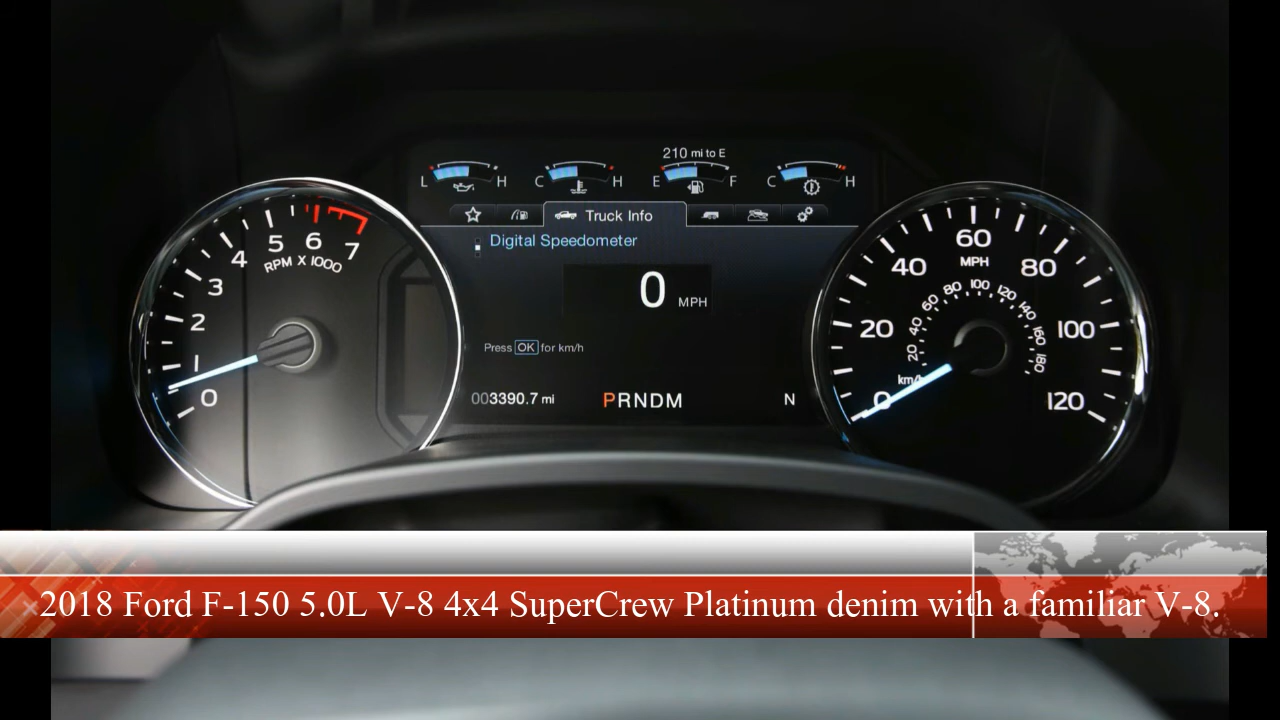 210 mi to E
L H C H E F C H
Truck Info
Digital Speedometer
0 MPH
Press OK for km/h
003390.7 mi PRNDM N
0 1 2 3 4 5 6 7
RPM X 1000
0 20 40 60 80 100 120
MPH
20 40 60 80 100 120 140 160 180
km/h
2018 Ford F-150 5.0L V-8 4x4 SuperCrew Platinum denim with a familiar V-8.